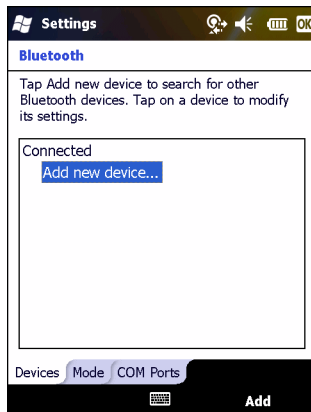 Settings
OK
Bluetooth
Tap Add new device to search for other
Bluetooth devices. Tap on a device to modify
its settings.
Connected
Add new device...
Devices Mode COM Ports
Add